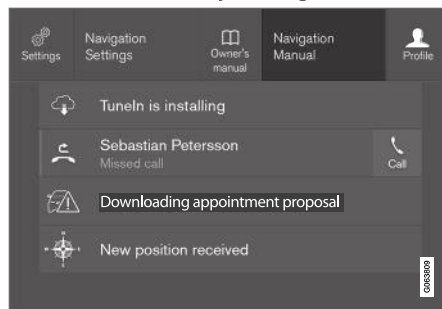 Settings
Navigation
Settings
Owner's
manual
Navigation
Manual
Profile
TuneIn is installing
Sebastian Petersson
Missed call
Call
Downloading appointment proposal
New position received
G063809